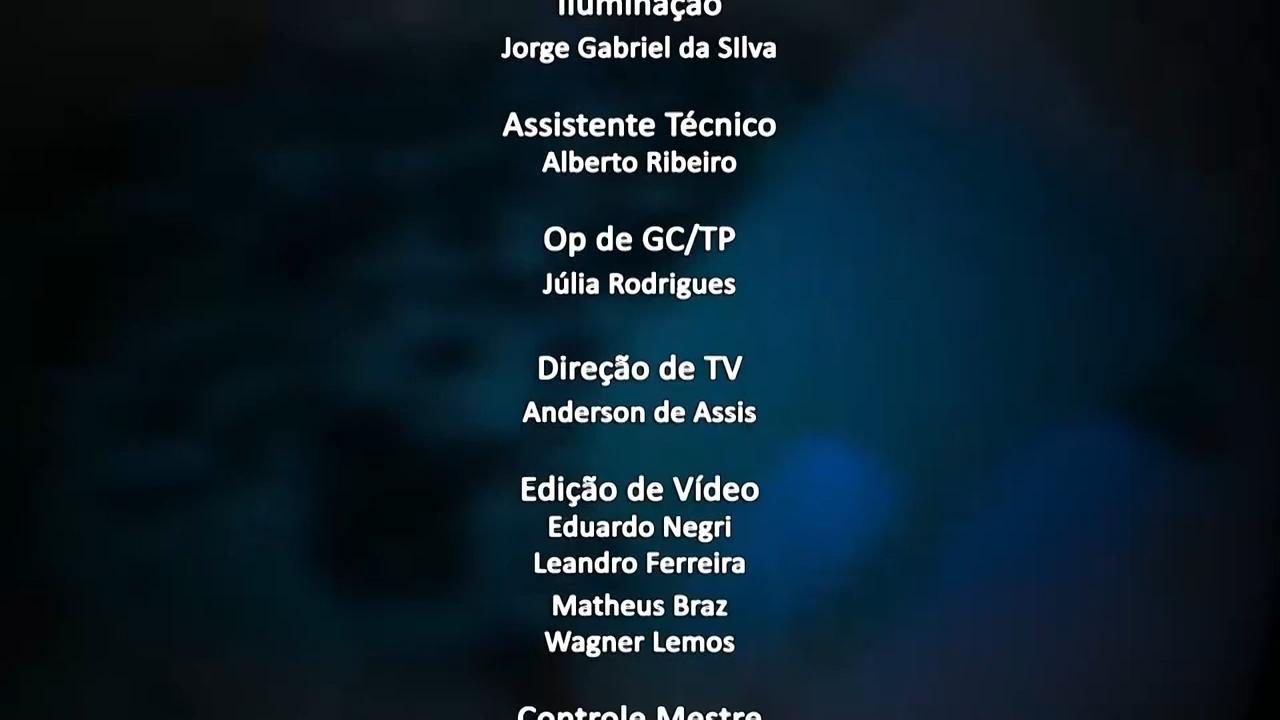 Iluminação
Jorge Gabriel da SIlva
Assistente Técnico
Alberto Ribeiro
Op de GC/TP
Júlia Rodrigues
Direção de TV
Anderson de Assis
Edição de Vídeo
Eduardo Negri
Leandro Ferreira
Matheus Braz
Wagner Lemos
Controle Mestre